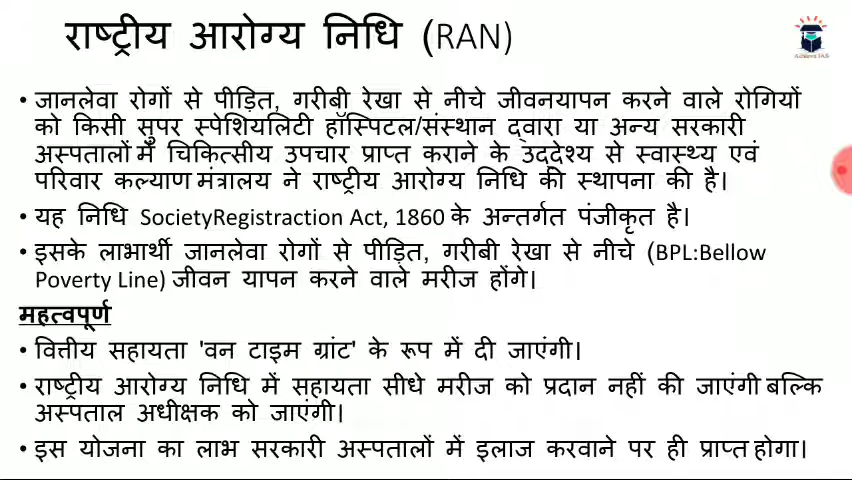 राष्ट्रीय आरोग्य निधि (RAN)
Achievers IAS
• जानलेवा रोगों से पीड़ित, गरीबी रेखा से नीचे जीवनयापन करने वाले रोगियों
को किसी सुपर स्पेशियलिटी हॉस्पिटल/संस्थान द्वारा या अन्य सरकारी
अस्पतालों में चिकित्सीय उपचार प्राप्त कराने के उद्देश्य से स्वास्थ्य एवं
परिवार कल्याण मंत्रालय ने राष्ट्रीय आरोग्य निधि की स्थापना की है।
• यह निधि SocietyRegistraction Act, 1860 के अन्तर्गत पंजीकृत है।
• इसके लाभार्थी जानलेवा रोगों से पीड़ित, गरीबी रेखा से नीचे (BPL:Bellow
Poverty Line) जीवन यापन करने वाले मरीज होंगे।
महत्वपूर्ण
• वित्तीय सहायता 'वन टाइम ग्रांट' के रूप में दी जाएंगी।
• राष्ट्रीय आरोग्य निधि में सहायता सीधे मरीज को प्रदान नहीं की जाएंगी बल्कि
अस्पताल अधीक्षक को जाएंगी।
• इस योजना का लाभ सरकारी अस्पतालों में इलाज करवाने पर ही प्राप्त होगा।